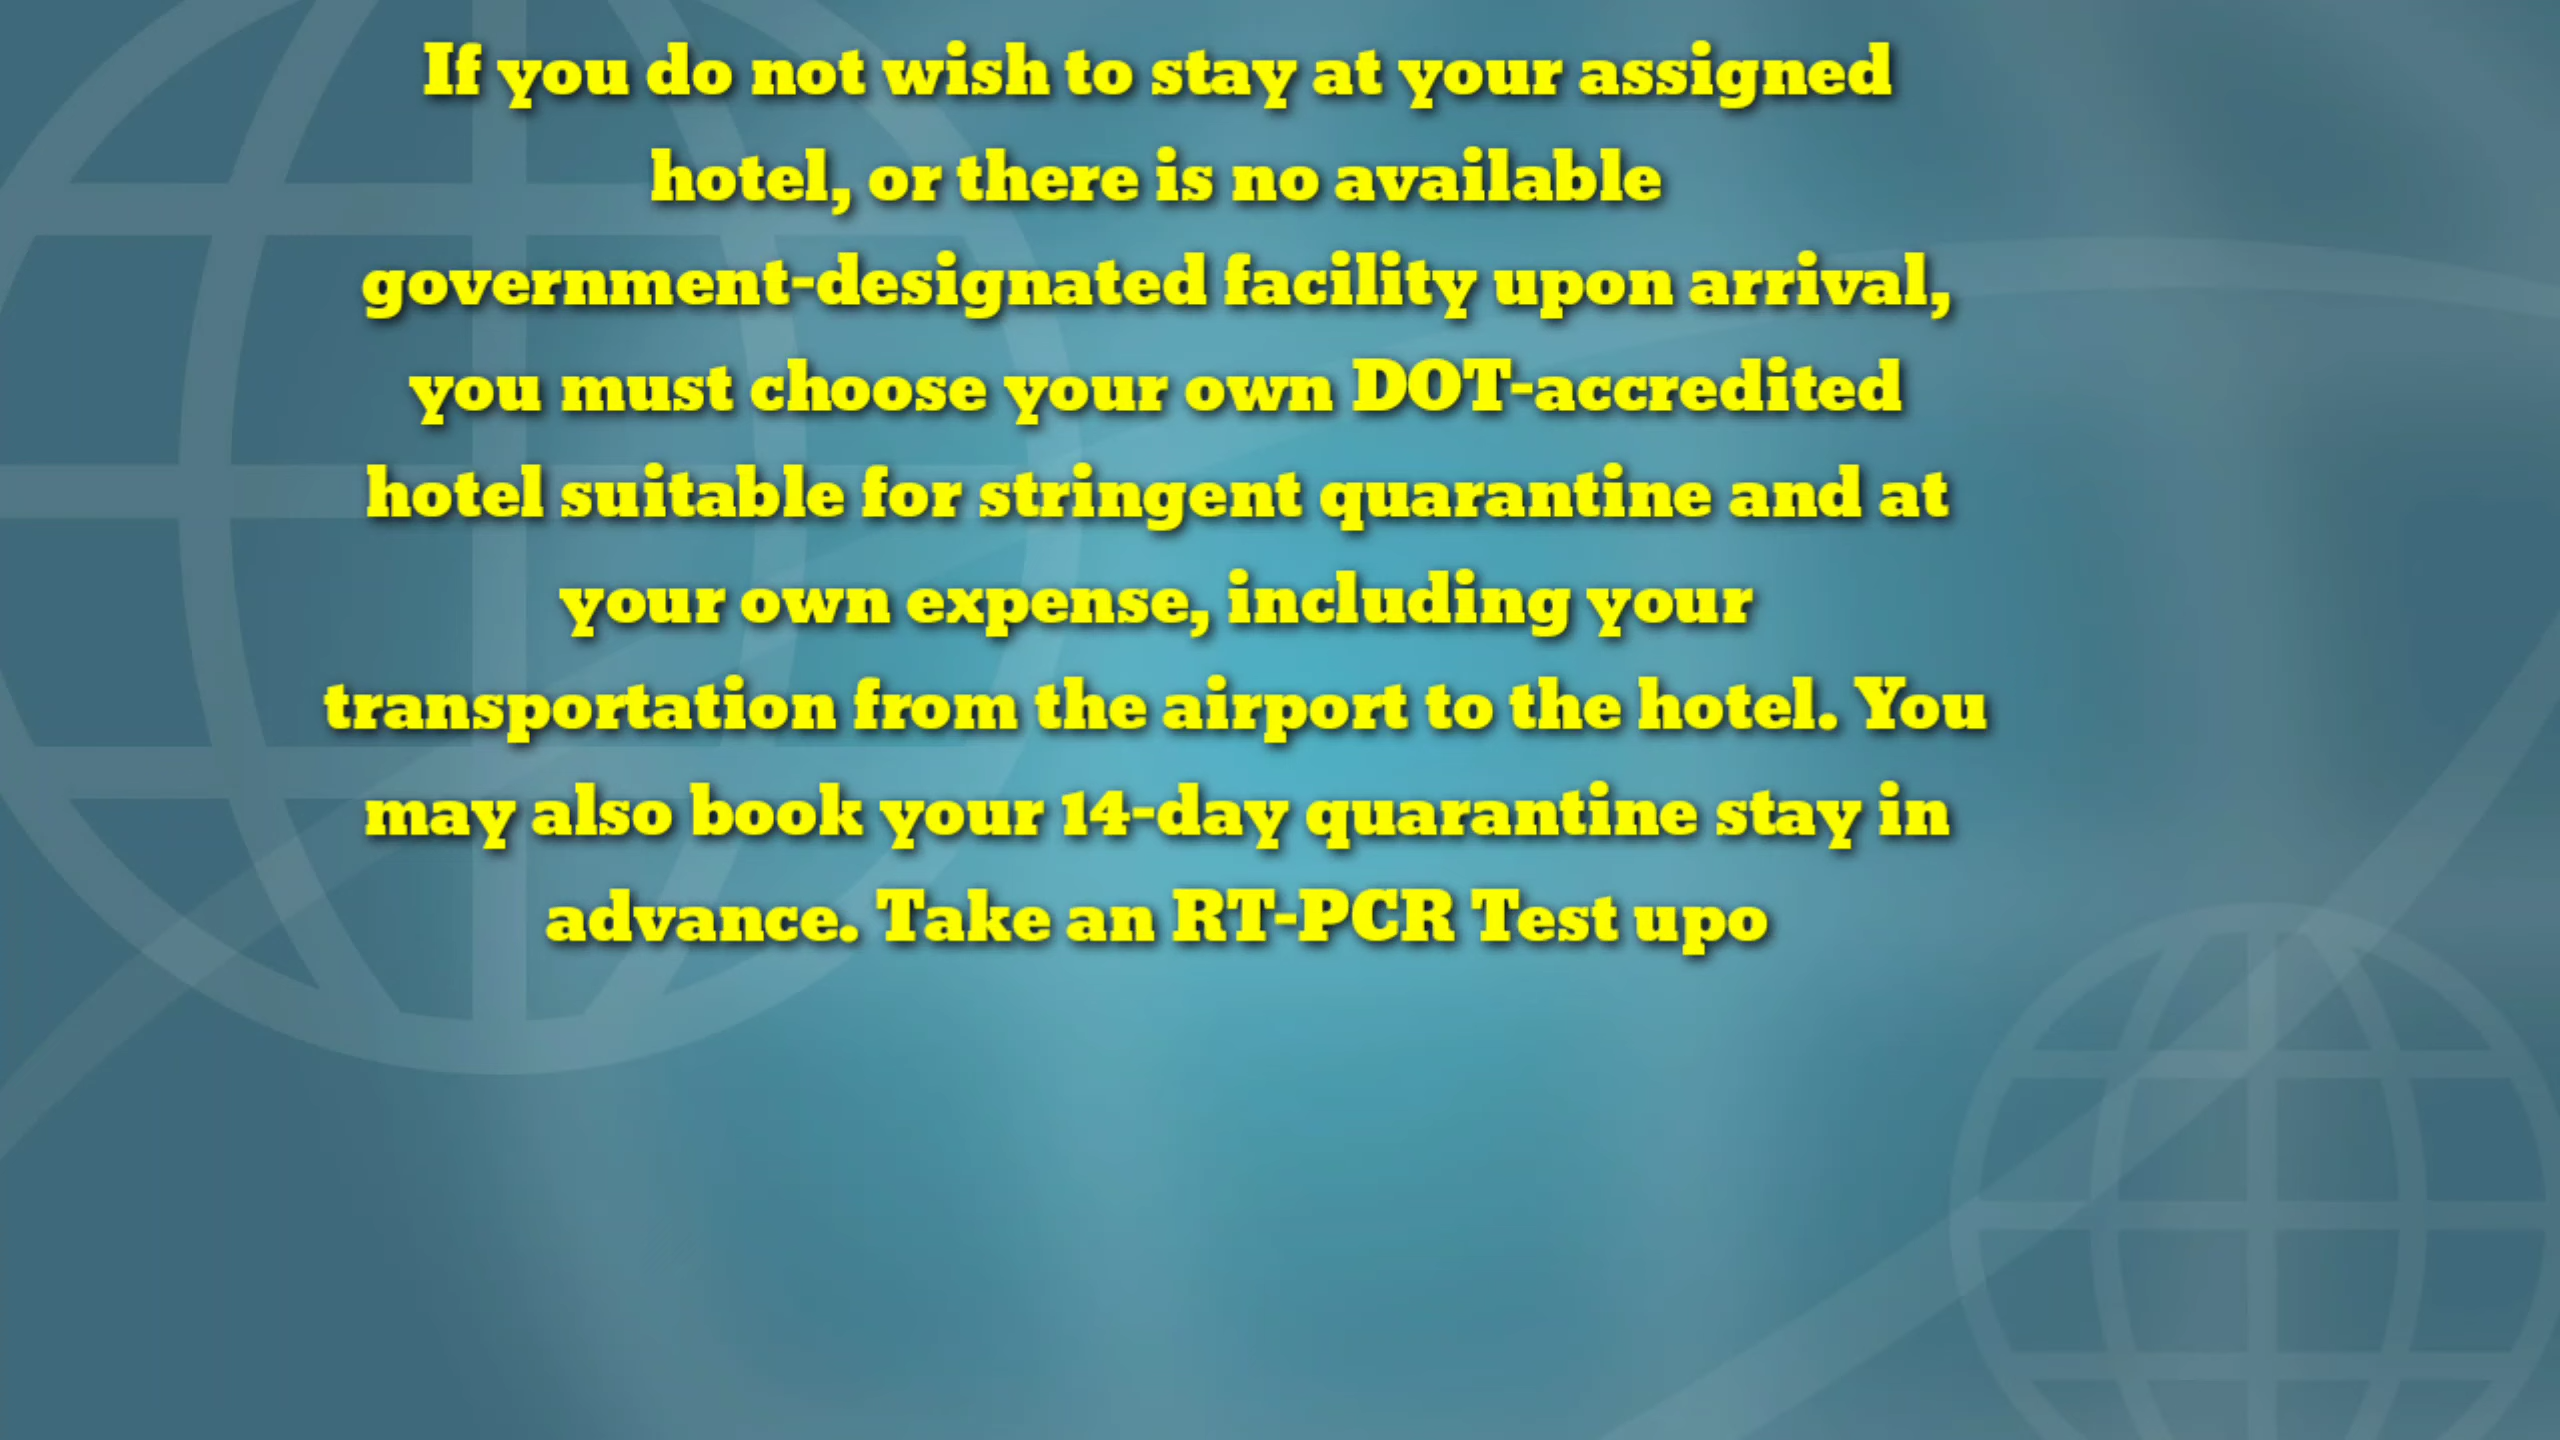 If you do not wish to stay at your assigned
hotel, or there is no available
government-designated facility upon arrival,
you must choose your own DOT-accredited
hotel suitable for stringent quarantine and at
your own expense, including your
transportation from the airport to the hotel. You
may also book your 14-day quarantine stay in
advance. Take an RT-PCR Test upo